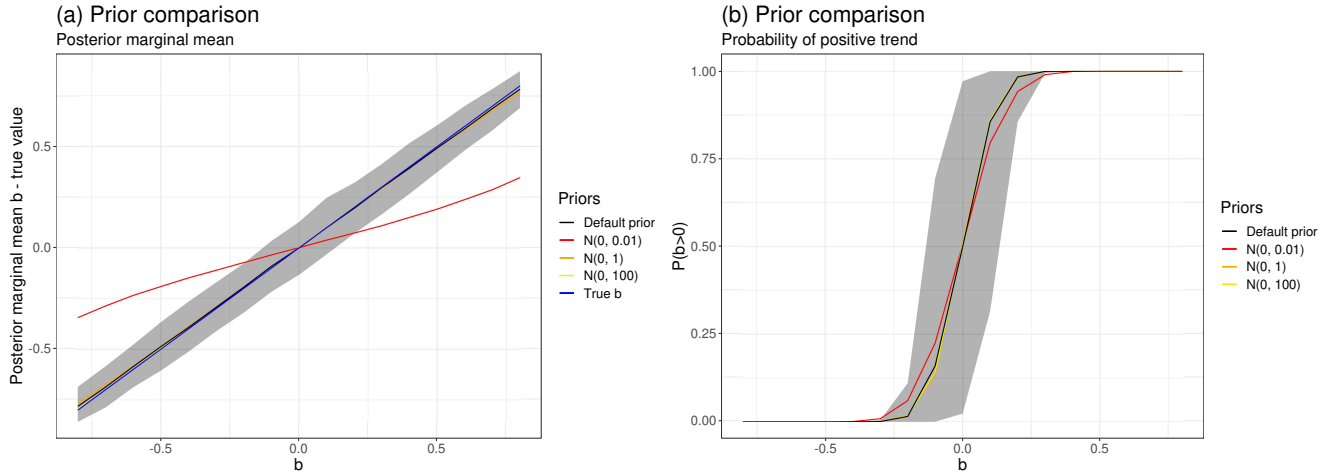 (a) Prior comparison
Posterior marginal mean
Posterior marginal mean b - true value
0.5
0.0
-0.5
-0.5
0.0
0.5
b
Priors
Default prior
N(0, 0.01)
N(0, 1)
N(0, 100)
True b
(b) Prior comparison
Probability of positive trend
P(b>0)
1.00
0.75
0.50
0.25
0.00
-0.5
0.0
0.5
b
Priors
Default prior
N(0, 0.01)
N(0, 1)
N(0, 100)